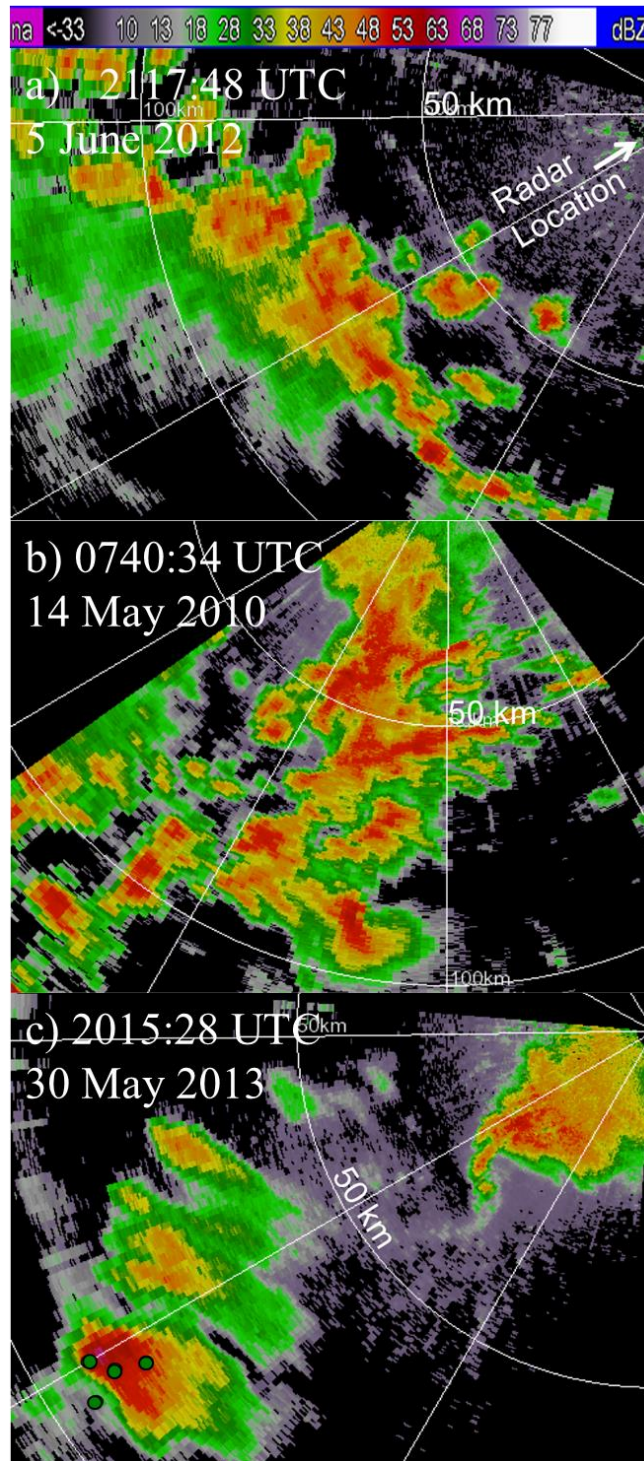 na <-33 10 13 18 28 33 38 43 48 53 63 68 73 77 dBZ
a) 2117:48 UTC
5 June 2012
100km
50 km
Radar
Location
b) 0740:34 UTC
14 May 2010
50 km
100km
c) 2015:28 UTC
30 May 2013
50km
50 km